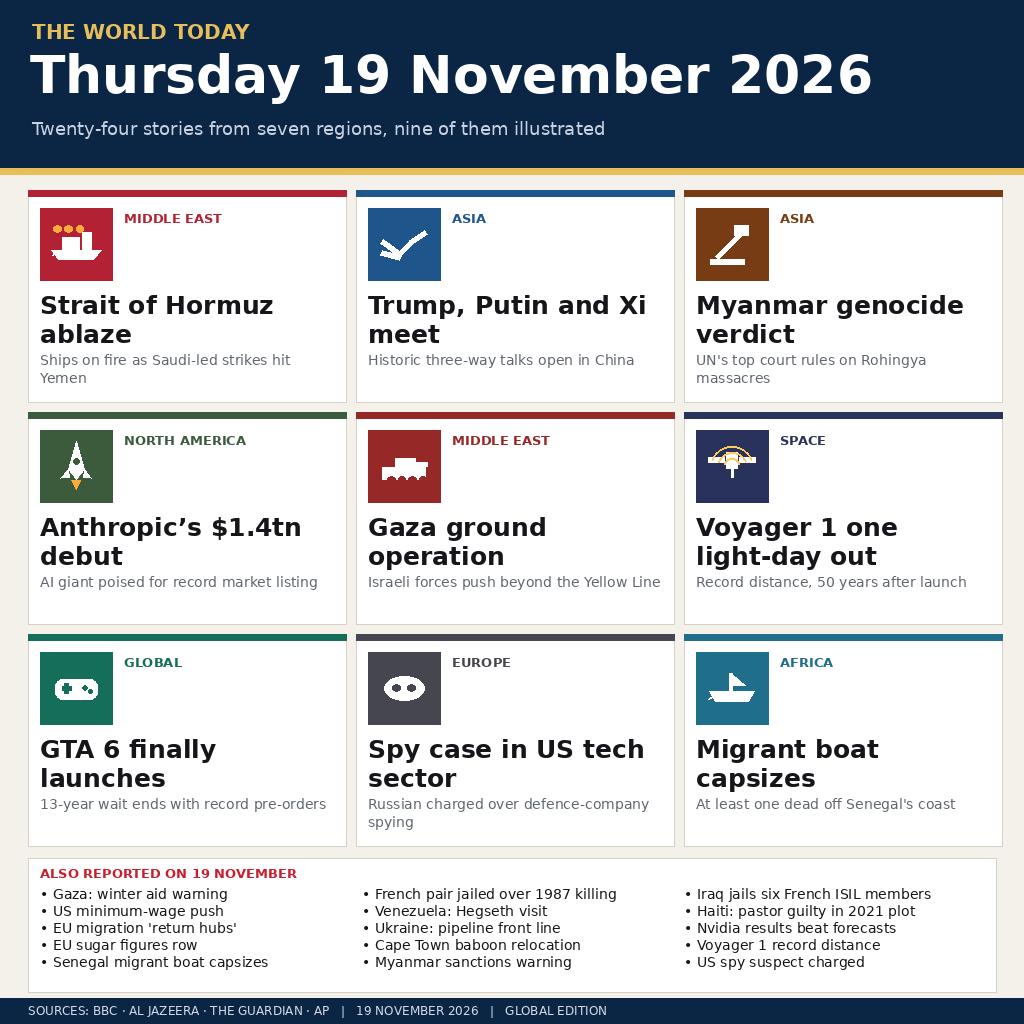 THE WORLD TODAY
Thursday 19 November 2026
Twenty-four stories from seven regions, nine of them illustrated
MIDDLE EAST
Strait of Hormuz
ablaze
Ships on fire as Saudi-led strikes hit
Yemen
ASIA
Trump, Putin and Xi
meet
Historic three-way talks open in China
ASIA
Myanmar genocide
verdict
UN's top court rules on Rohingya
massacres
NORTH AMERICA
Anthropic’s $1.4tn
debut
AI giant poised for record market listing
MIDDLE EAST
Gaza ground
operation
Israeli forces push beyond the Yellow Line
SPACE
Voyager 1 one
light-day out
Record distance, 50 years after launch
GLOBAL
GTA 6 finally
launches
13-year wait ends with record pre-orders
EUROPE
Spy case in US tech
sector
Russian charged over defence-company
spying
AFRICA
Migrant boat
capsizes
At least one dead off Senegal's coast
ALSO REPORTED ON 19 NOVEMBER
• Gaza: winter aid warning
• US minimum-wage push
• EU migration 'return hubs'
• EU sugar figures row
• Senegal migrant boat capsizes
• French pair jailed over 1987 killing
• Venezuela: Hegseth visit
• Ukraine: pipeline front line
• Cape Town baboon relocation
• Myanmar sanctions warning
• Iraq jails six French ISIL members
• Haiti: pastor guilty in 2021 plot
• Nvidia results beat forecasts
• Voyager 1 record distance
• US spy suspect charged
SOURCES: BBC · AL JAZEERA · THE GUARDIAN · AP | 19 NOVEMBER 2026 | GLOBAL EDITION